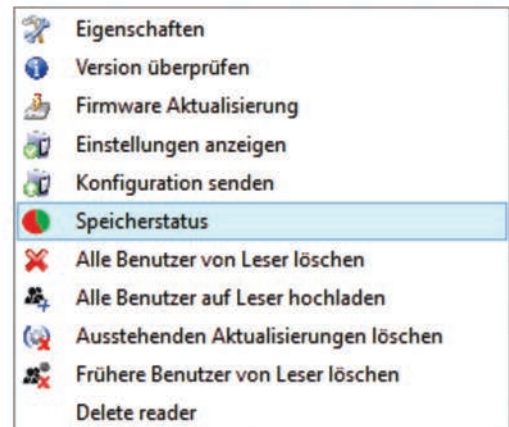 Eigenschaften
Version überprüfen
Firmware Aktualisierung
Einstellungen anzeigen
Konfiguration senden
Speicherstatus
Alle Benutzer von Leser löschen
Alle Benutzer auf Leser hochladen
Ausstehenden Aktualisierungen löschen
Frühere Benutzer von Leser löschen
Delete reader